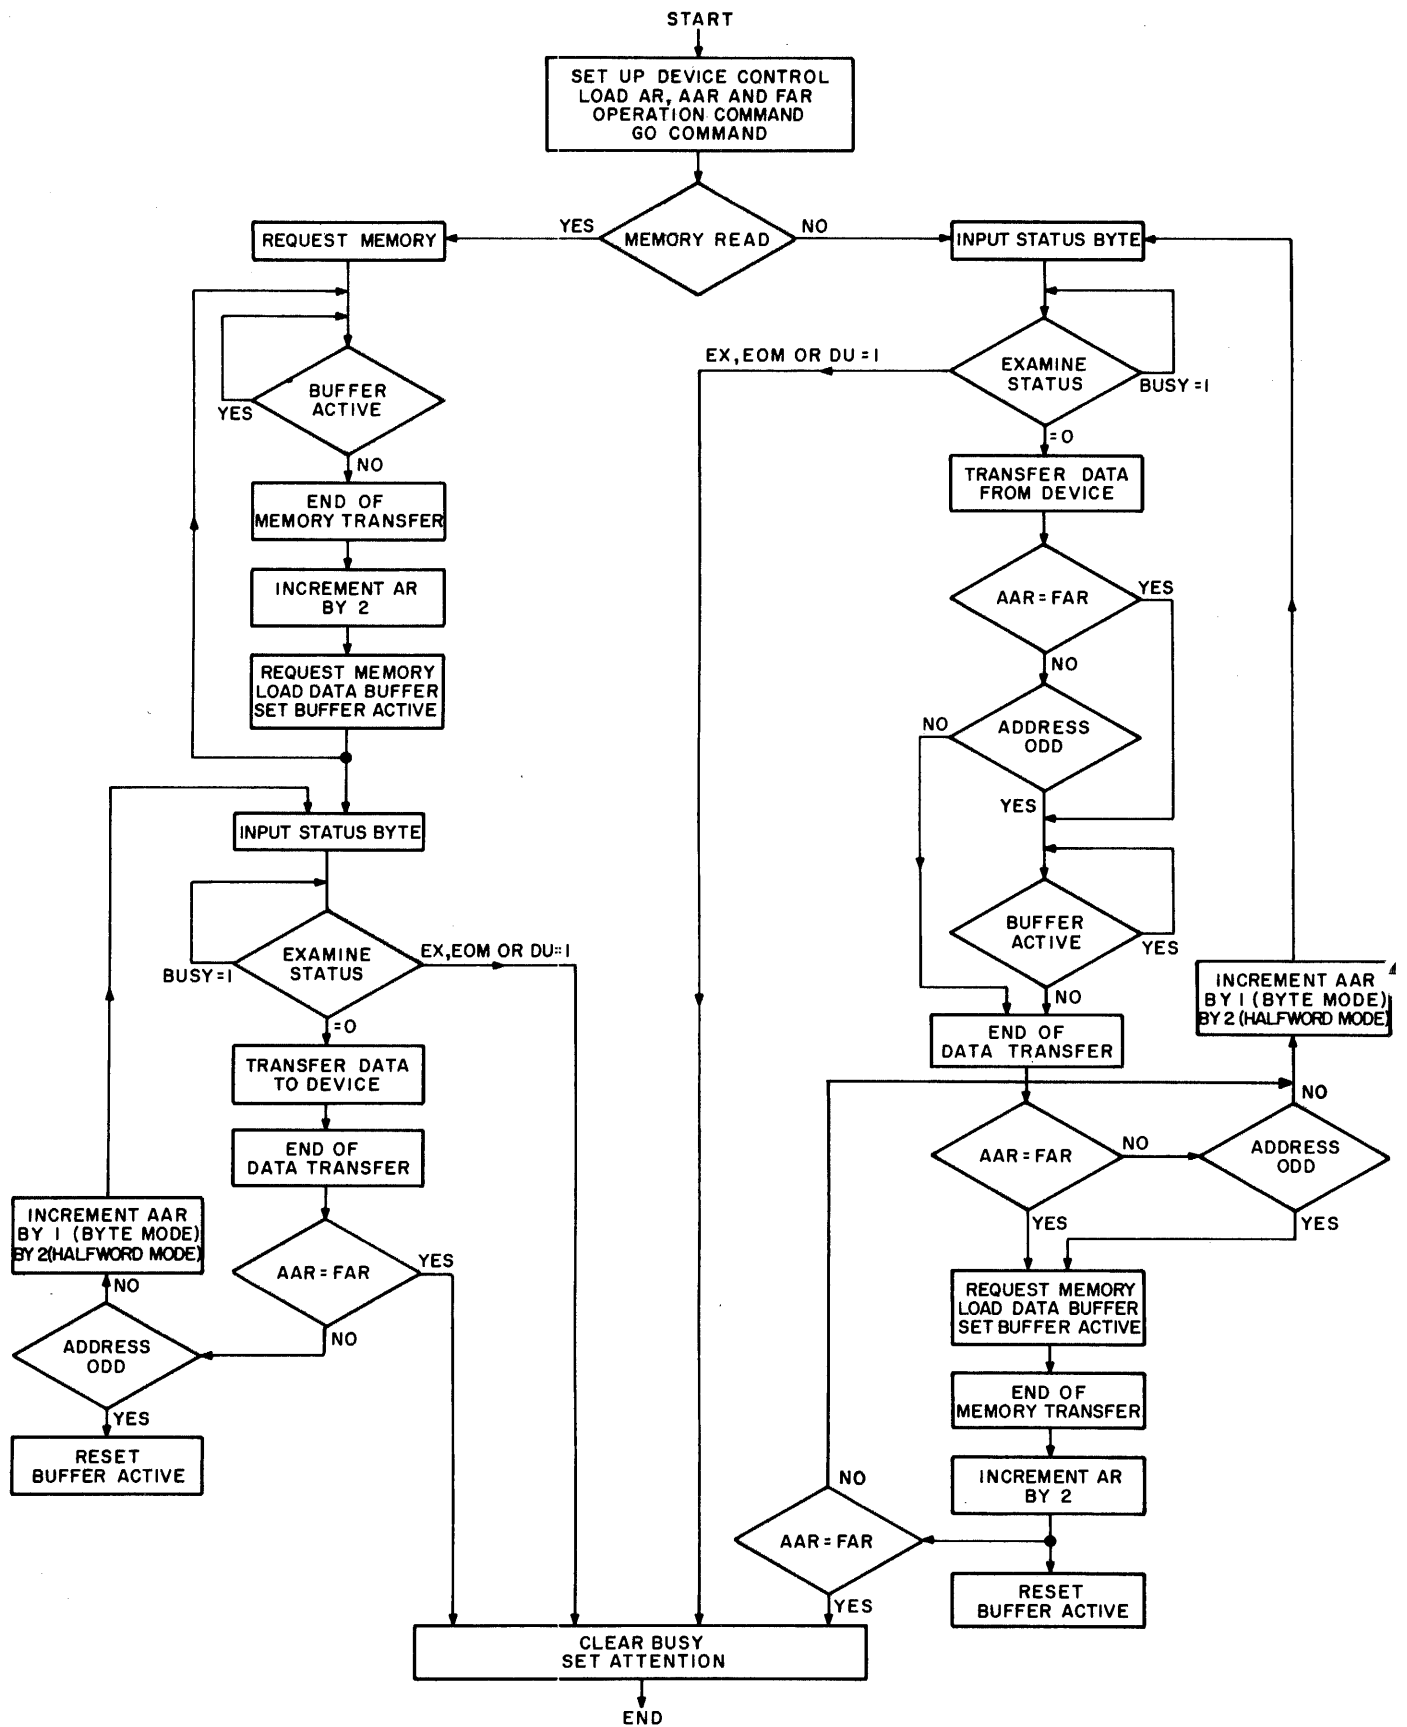 START
SET UP DEVICE CONTROL
LOAD AR, AAR AND FAR
OPERATION COMMAND
GO COMMAND
MEMORY READ
YES
NO
REQUEST MEMORY
BUFFER
ACTIVE
YES
NO
END OF
MEMORY TRANSFER
INCREMENT AR
BY 2
REQUEST MEMORY
LOAD DATA BUFFER
SET BUFFER ACTIVE
INPUT STATUS BYTE
EXAMINE
STATUS
BUSY=1
EX,EOM OR DU=1
=0
TRANSFER DATA
TO DEVICE
END OF
DATA TRANSFER
AAR=FAR
YES
NO
ADDRESS
ODD
NO
INCREMENT AAR
BY 1 (BYTE MODE)
BY 2(HALFWORD MODE)
YES
RESET
BUFFER ACTIVE
INPUT STATUS BYTE
EXAMINE
STATUS
BUSY=1
EX,EOM OR DU=1
=0
TRANSFER DATA
FROM DEVICE
AAR=FAR
YES
NO
ADDRESS
ODD
NO
YES
BUFFER
ACTIVE
YES
NO
END OF
DATA TRANSFER
AAR=FAR
NO
YES
ADDRESS
ODD
NO
YES
INCREMENT AAR
BY 1 (BYTE MODE)
BY 2 (HALFWORD MODE)
REQUEST MEMORY
LOAD DATA BUFFER
SET BUFFER ACTIVE
END OF
MEMORY TRANSFER
INCREMENT AR
BY 2
AAR=FAR
NO
YES
RESET
BUFFER ACTIVE
CLEAR BUSY
SET ATTENTION
END